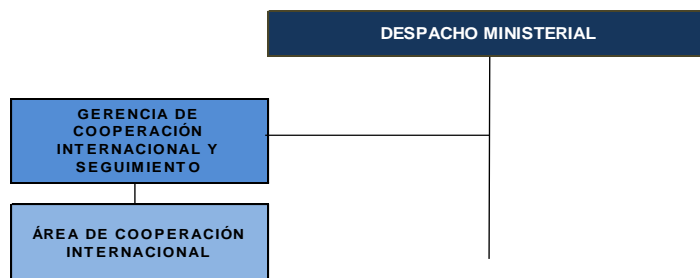 DESPACHO MINISTERIAL
GERENCIA DE
COOPERACIÓN
INTERNACIONAL Y
SEGUIMIENTO
ÁREA DE COOPERACIÓN
INTERNACIONAL